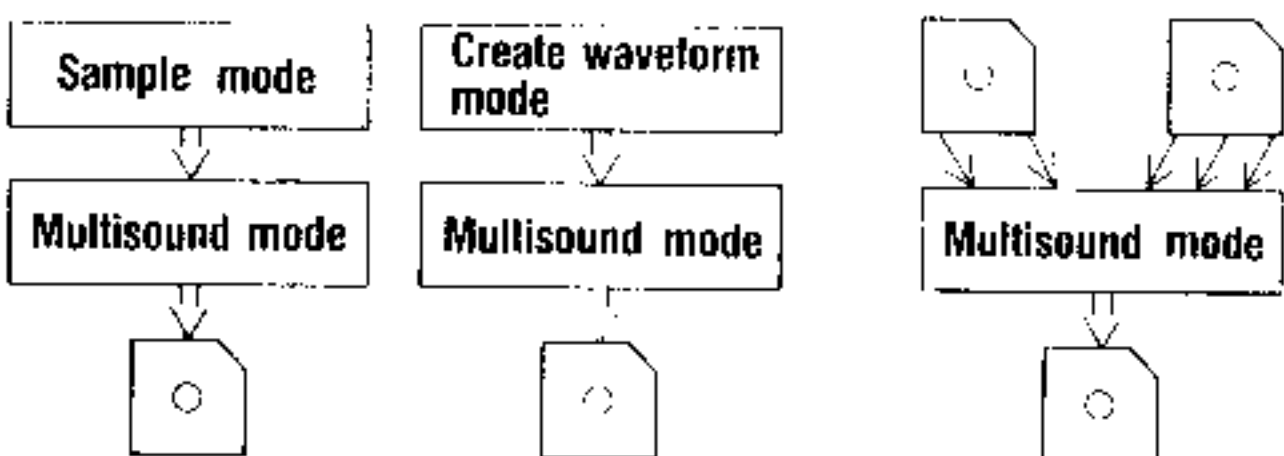 Sample mode
Create waveform
mode
Multisound mode
Multisound mode
Multisound mode